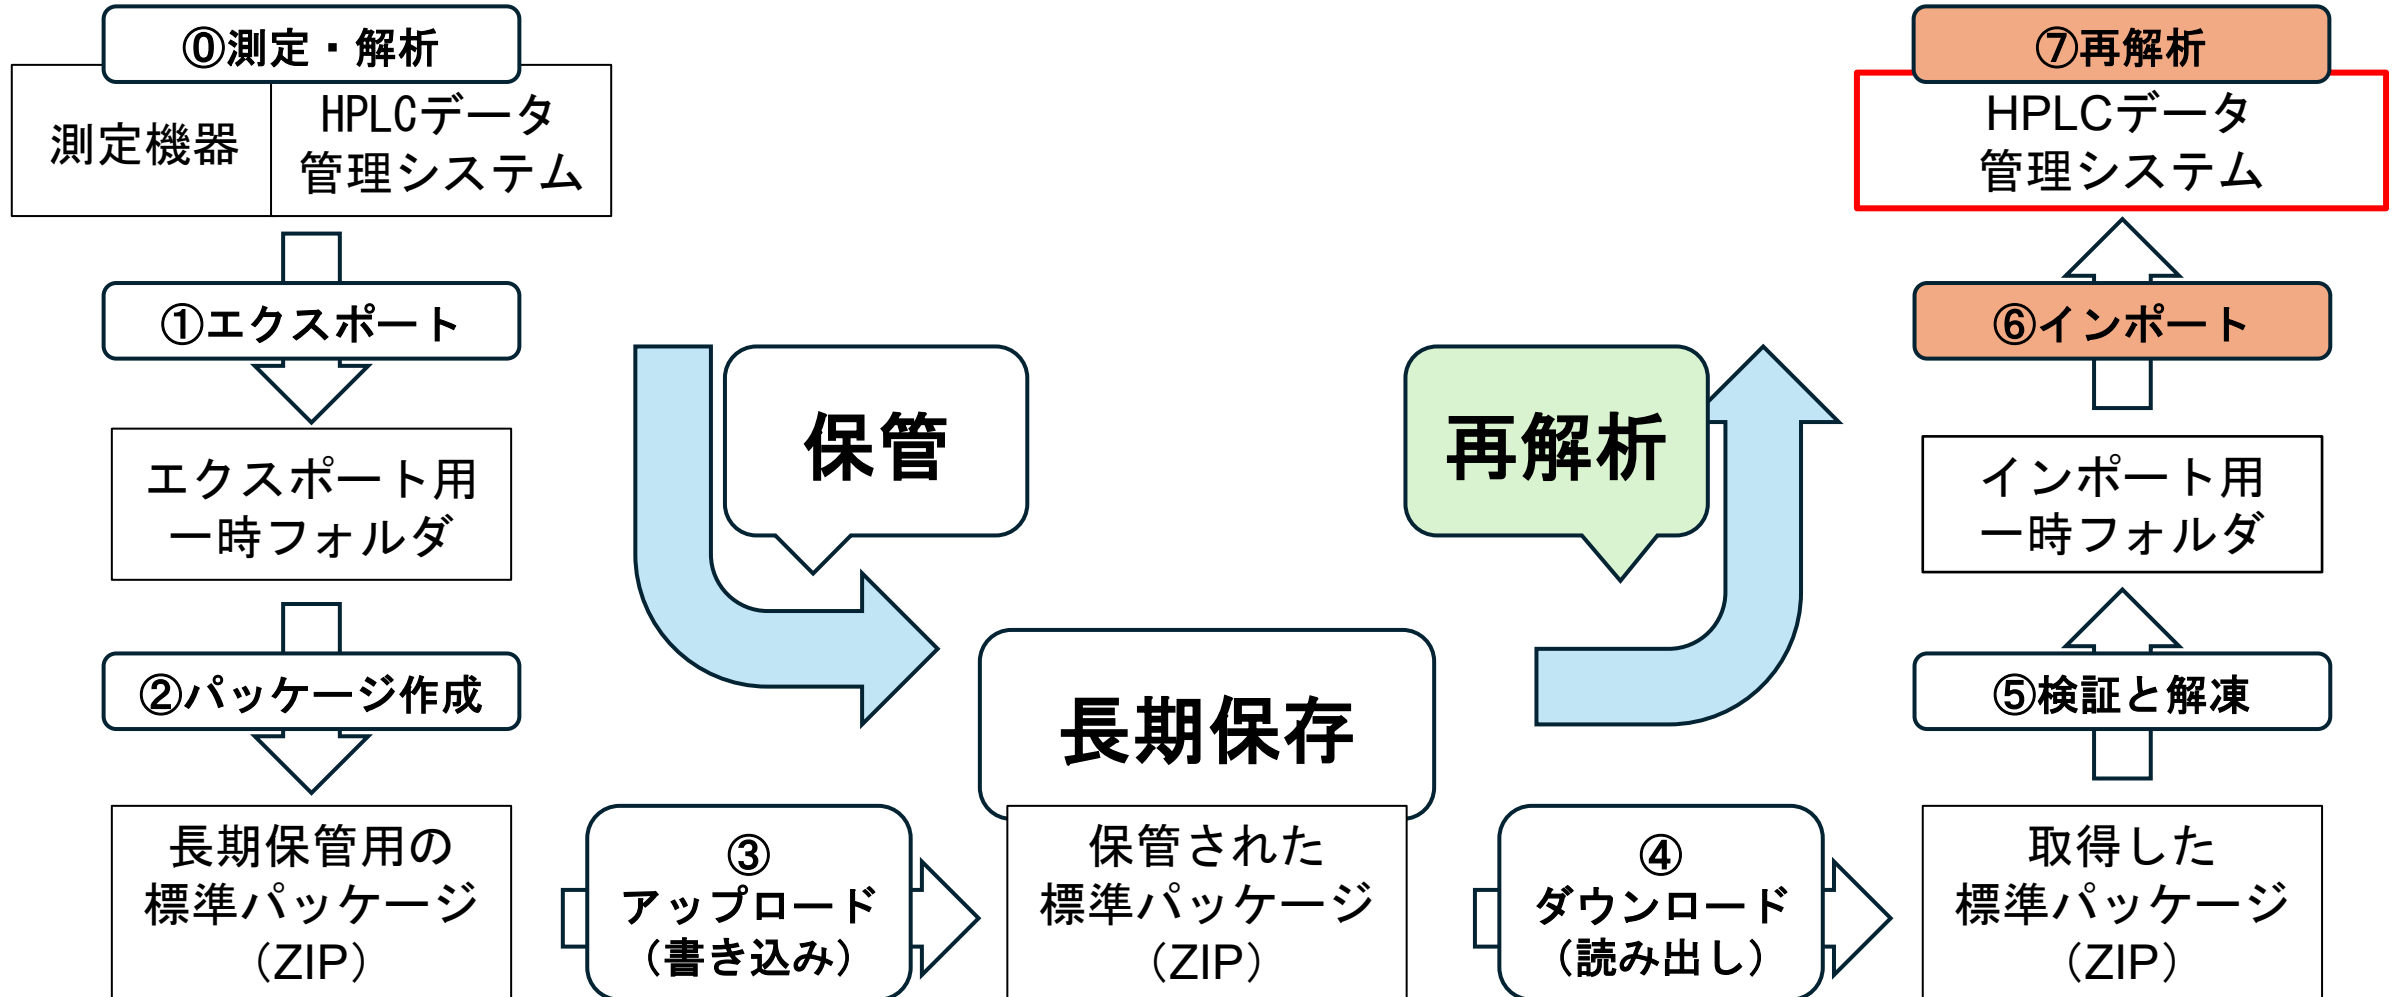 ⓪測定・解析
測定機器
HPLCデータ
管理システム
①エクスポート
エクスポート用
一時フォルダ
②パッケージ作成
長期保管用の
標準パッケージ
（ZIP）
保管
③
アップロード
（書き込み）
長期保存
保管された
標準パッケージ
（ZIP）
再解析
④
ダウンロード
（読み出し）
取得した
標準パッケージ
（ZIP）
⑤検証と解凍
インポート用
一時フォルダ
⑥インポート
⑦再解析
HPLCデータ
管理システム